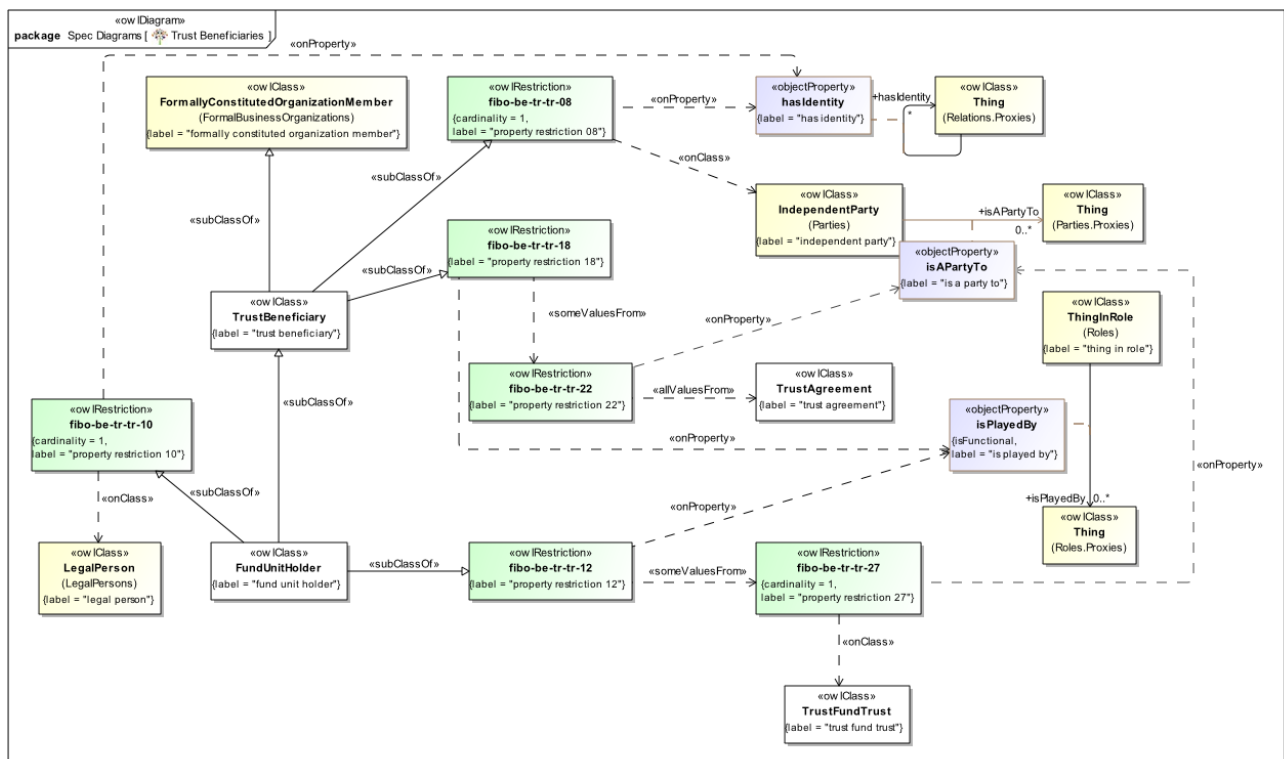 «owlDiagram»
package Spec Diagrams [ Trust Beneficiaries ]
«onProperty»
«owlClass»
FormallyConstitutedOrganizationMember
(FormalBusinessOrganizations)
{label = "formally constituted organization member"}
«owlRestriction»
fibo-be-tr-tr-08
{cardinality = 1,
label = "property restriction 08"}
«onProperty»
«objectProperty»
hasIdentity
{label = "has identity"}
+hasIdentity
*
«owlClass»
Thing
(Relations.Proxies)
«onClass»
«subClassOf»
«subClassOf»
«owlClass»
IndependentParty
(Parties)
{label = "independent party"}
+isAPartyTo
0..*
«owlClass»
Thing
(Parties.Proxies)
«owlRestriction»
fibo-be-tr-tr-18
{label = "property restriction 18"}
«subClassOf»
«objectProperty»
isAPartyTo
{label = "is a party to"}
«owlClass»
TrustBeneficiary
{label = "trust beneficiary"}
«someValuesFrom»
«onProperty»
«owlClass»
ThingInRole
(Roles)
{label = "thing in role"}
«owlRestriction»
fibo-be-tr-tr-22
{label = "property restriction 22"}
«allValuesFrom»
«owlClass»
TrustAgreement
{label = "trust agreement"}
«subClassOf»
«owlRestriction»
fibo-be-tr-tr-10
{cardinality = 1,
label = "property restriction 10"}
«onProperty»
«objectProperty»
isPlayedBy
{isFunctional,
label = "is played by"}
«onProperty»
«subClassOf»
«onClass»
«onProperty»
+isPlayedBy 0..*
«owlClass»
Thing
(Roles.Proxies)
«owlClass»
LegalPerson
(LegalPersons)
{label = "legal person"}
«owlClass»
FundUnitHolder
{label = "fund unit holder"}
«subClassOf»
«owlRestriction»
fibo-be-tr-tr-12
{label = "property restriction 12"}
«someValuesFrom»
«owlRestriction»
fibo-be-tr-tr-27
{cardinality = 1,
label = "property restriction 27"}
«onClass»
«owlClass»
TrustFundTrust
{label = "trust fund trust"}